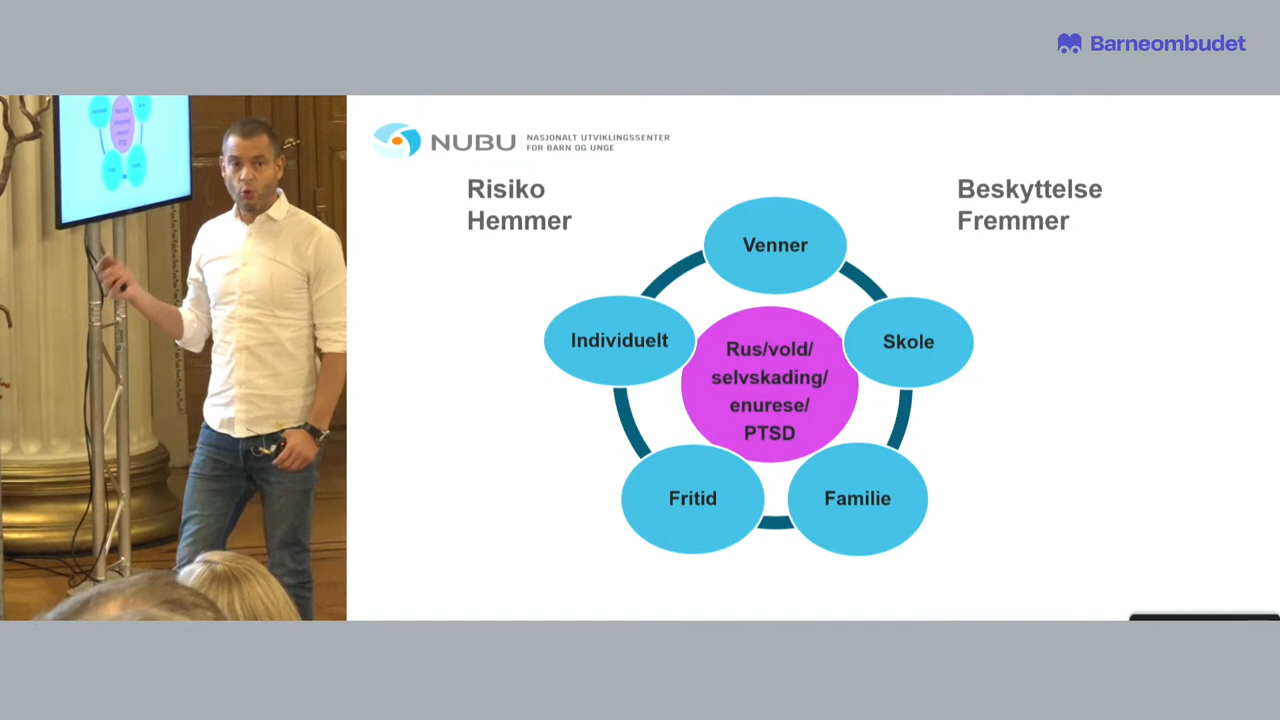 Barneombudet
NUBU
NASJONALT UTVIKLINGSSENTER
FOR BARN OG UNGE
Risiko
Hemmer
Beskyttelse
Fremmer
Venner
Individuelt
Skole
Rus/vold/
selvskading/
enurese/
PTSD
Fritid
Familie